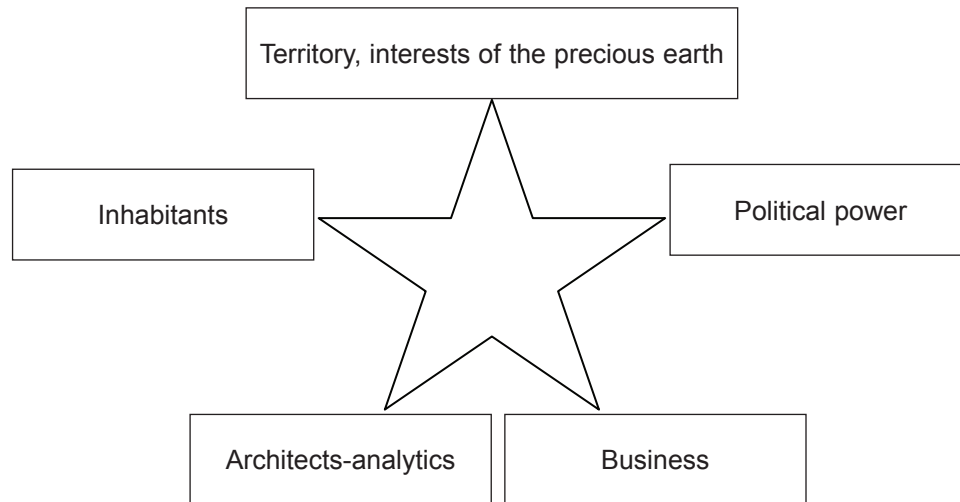 Territory, interests of the precious earth
Inhabitants
Political power
Architects-analytics
Business